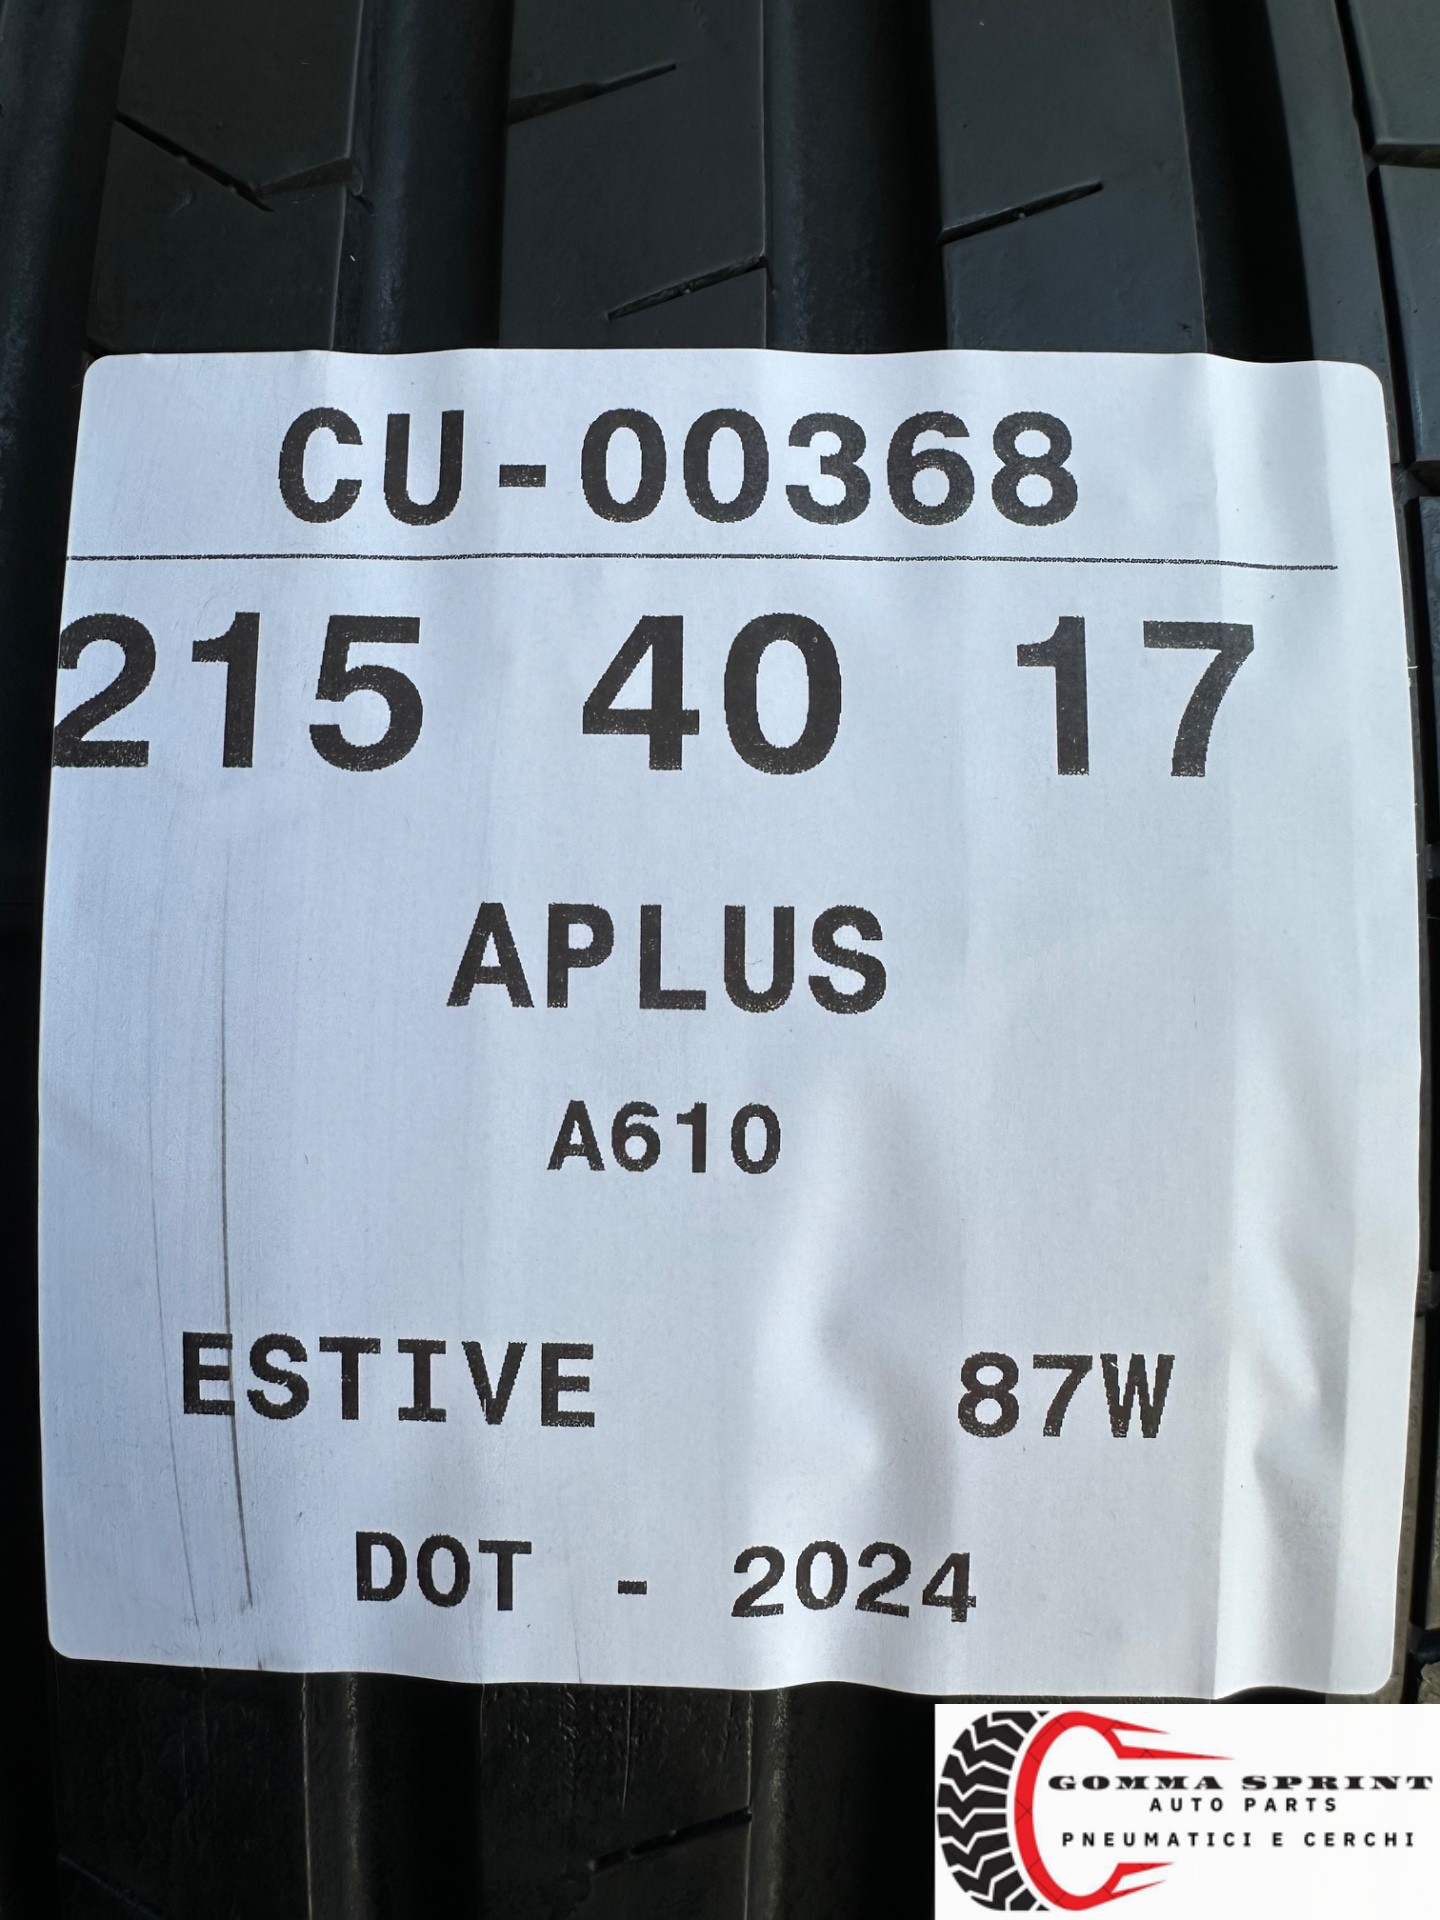 CU-00368
215 40 17
APLUS
A610
ESTIVE 87W
DOT - 2024
GOMMA SPRINT
AUTO PARTS
PNEUMATICI E CERCHI